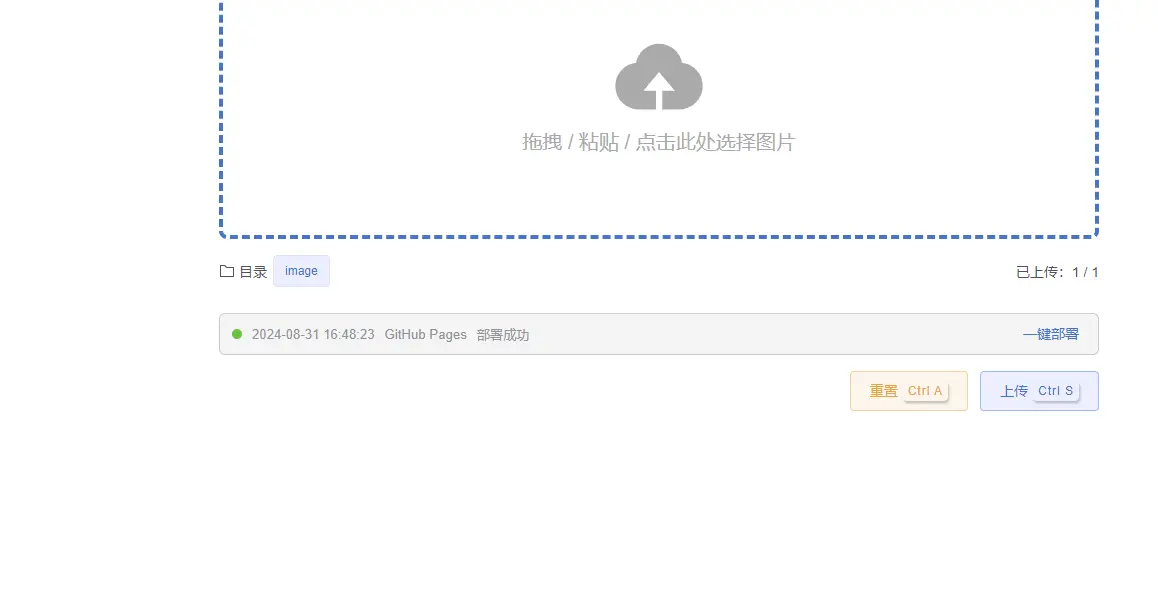 拖拽 / 粘贴 / 点击此处选择图片
目录 image 已上传：1 / 1
2024-08-31 16:48:23 GitHub Pages 部署成功 一键部署
重置 Ctrl A 上传 Ctrl S